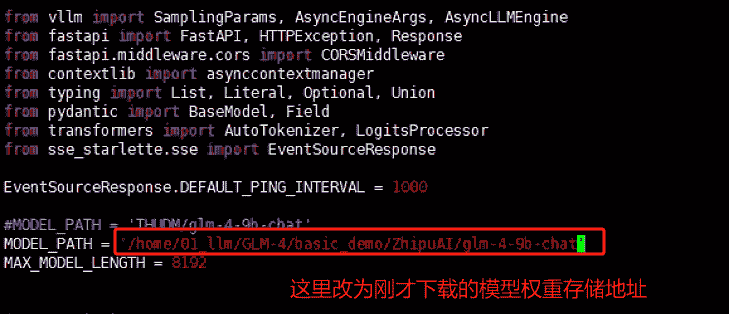 from vllm import SamplingParams, AsyncEngineArgs, AsyncLLMEngine
from fastapi import FastAPI, HTTPException, Response
from fastapi.middleware.cors import CORSMiddleware
from contextlib import asynccontextmanager
from typing import List, Literal, Optional, Union
from pydantic import BaseModel, Field
from transformers import AutoTokenizer, LogitsProcessor
from sse_starlette.sse import EventSourceResponse
EventSourceResponse.DEFAULT_PING_INTERVAL = 1000
#MODEL_PATH = 'THUDM/glm-4-9b-chat'
MODEL_PATH = '/home/01_llm/GLM-4/basic_demo/ZhipuAI/glm-4-9b-chat'
MAX_MODEL_LENGTH = 8192
这里改为刚才下载的模型权重存储地址